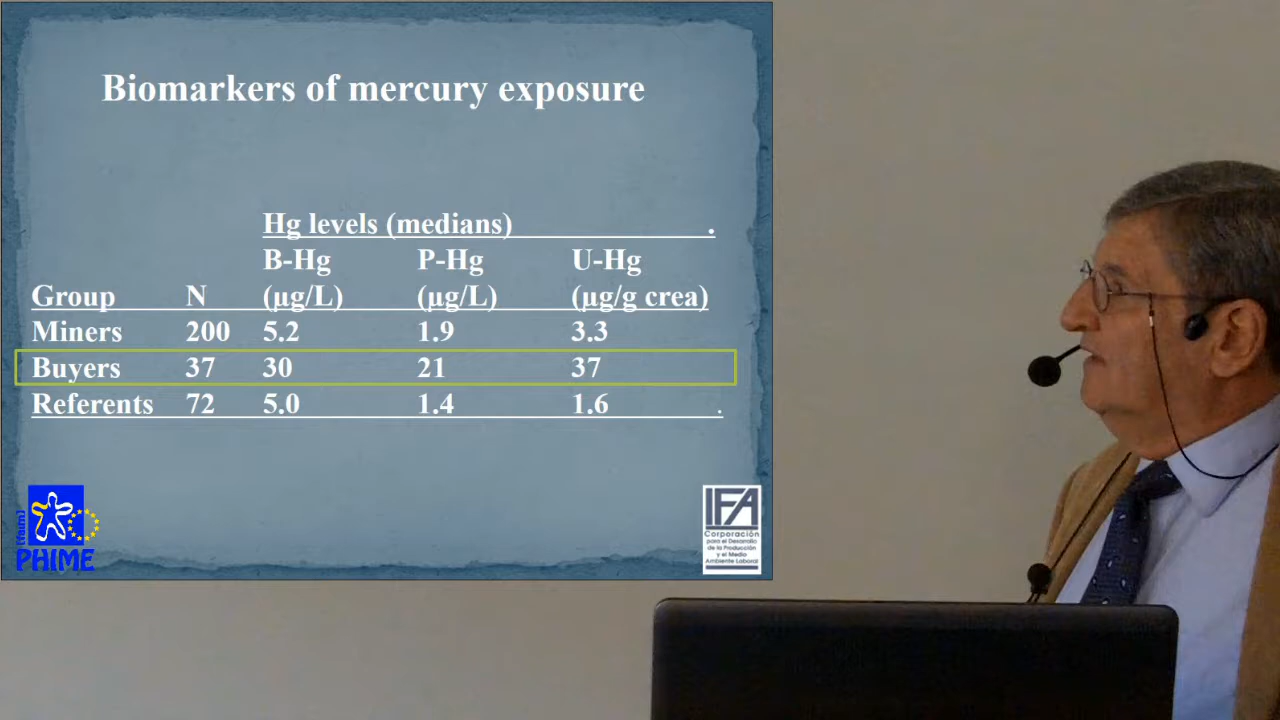 Biomarkers of mercury exposure
Hg levels (medians) .
B-Hg P-Hg U-Hg
Group N (µg/L) (µg/L) (µg/g crea)
Miners 200 5.2 1.9 3.3
Buyers 37 30 21 37
Referents 72 5.0 1.4 1.6 .
[faim]
PHIME
IFA
Corporación
para el Desarrollo
de la Producción
y el Medio
Ambiente Laboral